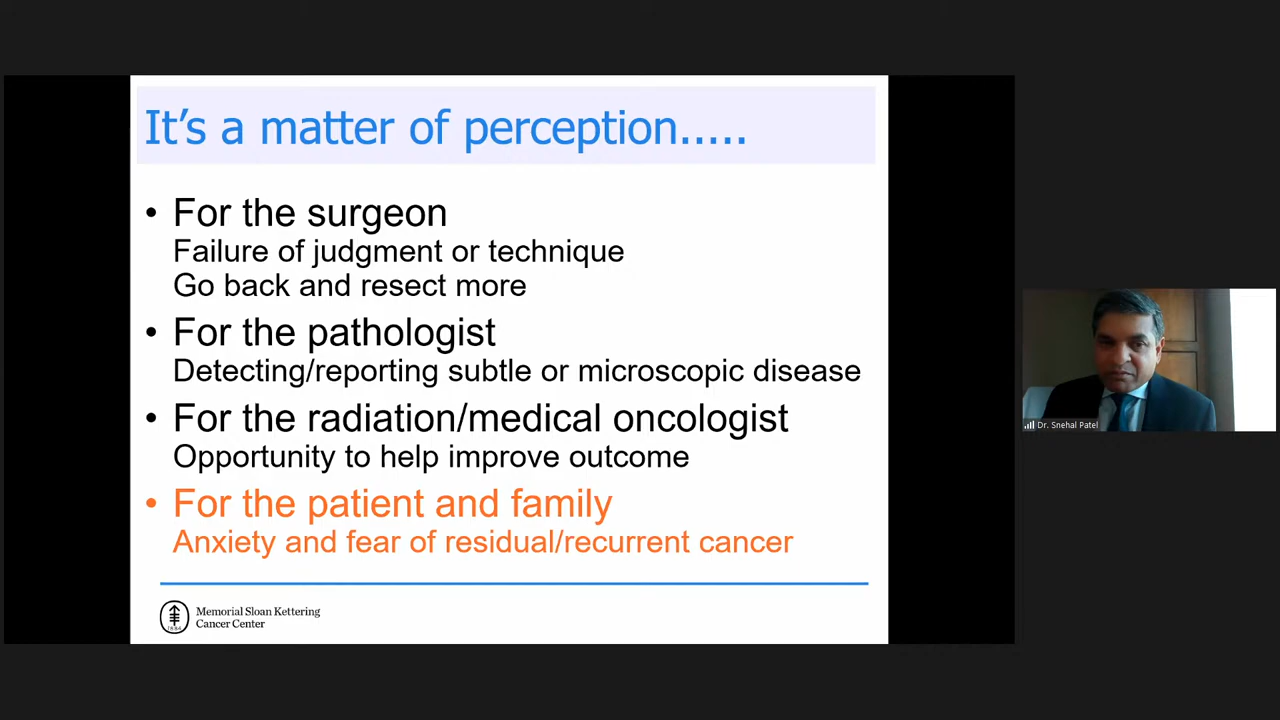 It's a matter of perception.....
• For the surgeon
Failure of judgment or technique
Go back and resect more
• For the pathologist
Detecting/reporting subtle or microscopic disease
• For the radiation/medical oncologist
Opportunity to help improve outcome
• For the patient and family
Anxiety and fear of residual/recurrent cancer
Memorial Sloan Kettering
Cancer Center
1884
Dr. Snehal Patel